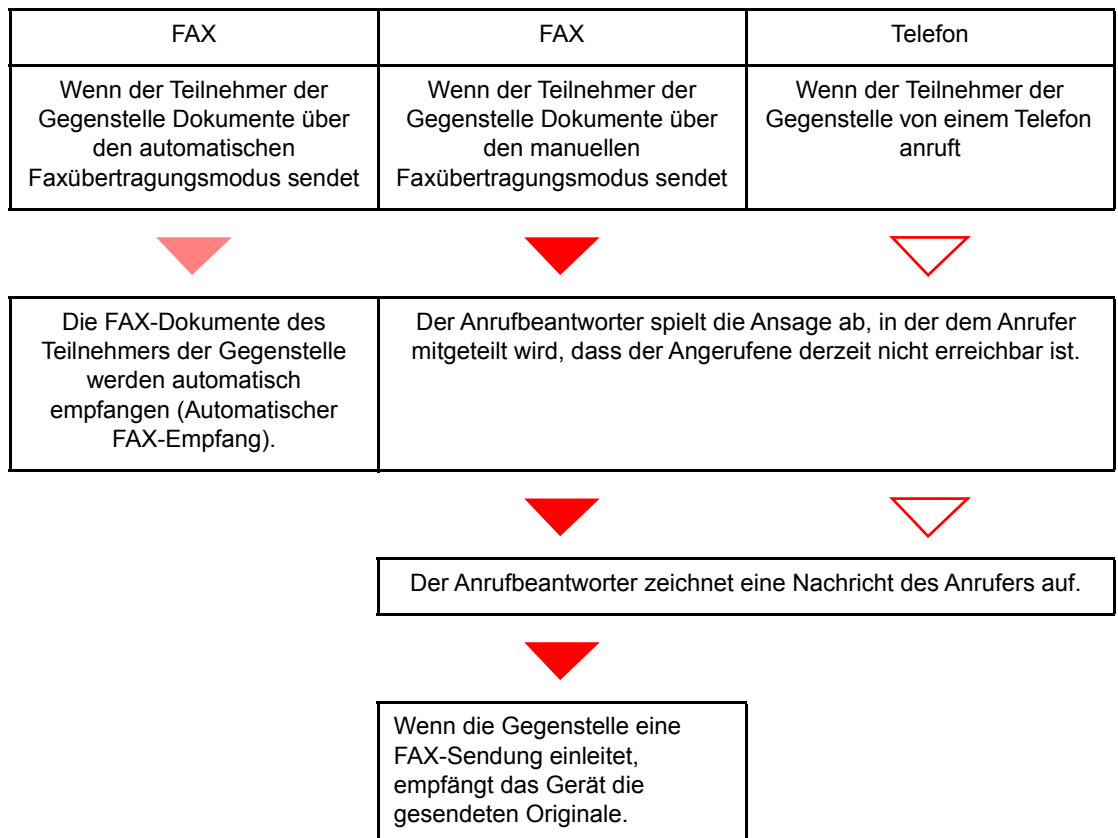 FAX
FAX
Telefon
Wenn der Teilnehmer der
Gegenstelle Dokumente über
den automatischen
Faxübertragungsmodus sendet
Wenn der Teilnehmer der
Gegenstelle Dokumente über
den manuellen
Faxübertragungsmodus sendet
Wenn der Teilnehmer der
Gegenstelle von einem Telefon
anruft
Die FAX-Dokumente des
Teilnehmers der Gegenstelle
werden automatisch
empfangen (Automatischer
FAX-Empfang).
Der Anrufbeantworter spielt die Ansage ab, in der dem Anrufer
mitgeteilt wird, dass der Angerufene derzeit nicht erreichbar ist.
Der Anrufbeantworter zeichnet eine Nachricht des Anrufers auf.
Wenn die Gegenstelle eine
FAX-Sendung einleitet,
empfängt das Gerät die
gesendeten Originale.